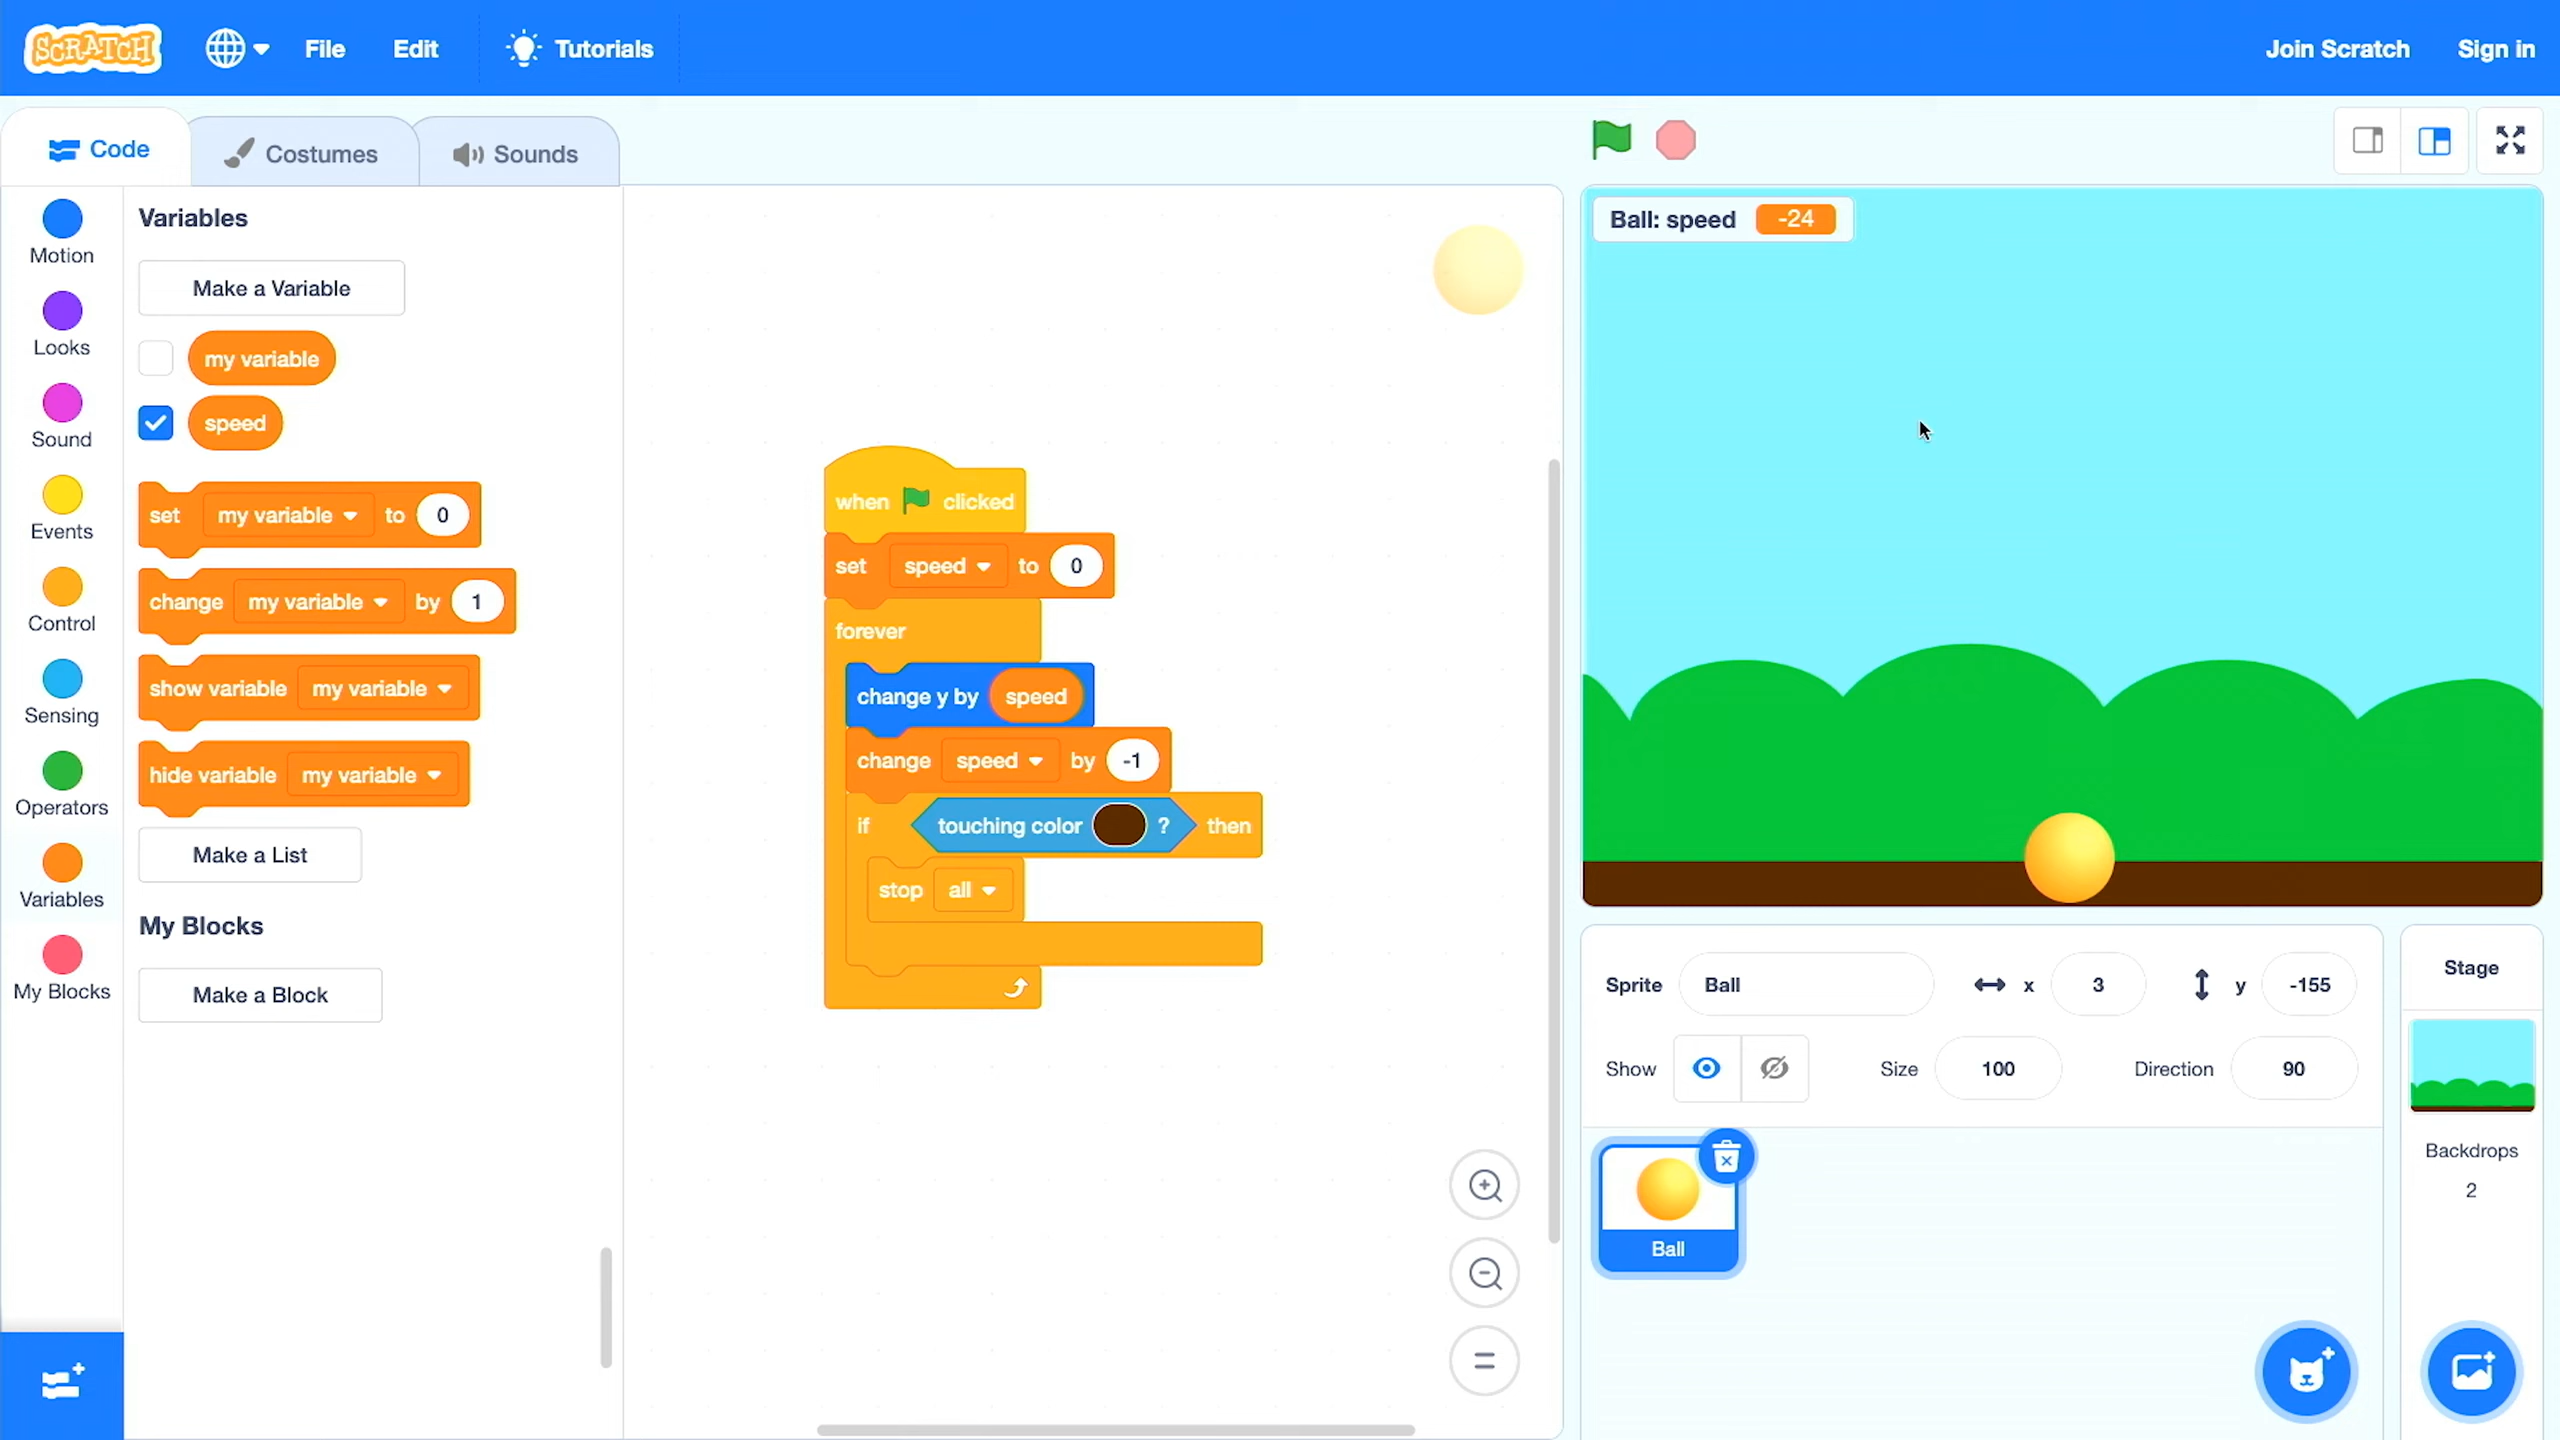 SCRATCH
File
Edit
Tutorials
Join Scratch
Sign in
Code
Costumes
Sounds
Motion
Looks
Sound
Events
Control
Sensing
Operators
Variables
My Blocks
Variables
Make a Variable
my variable
speed
set my variable to 0
change my variable by 1
show variable my variable
hide variable my variable
Make a List
My Blocks
Make a Block
when clicked
set speed to 0
forever
change y by speed
change speed by -1
if touching color ? then
stop all
Ball: speed -24
Sprite Ball x 3 y -155
Show Size 100 Direction 90
Ball
Stage
Backdrops
2